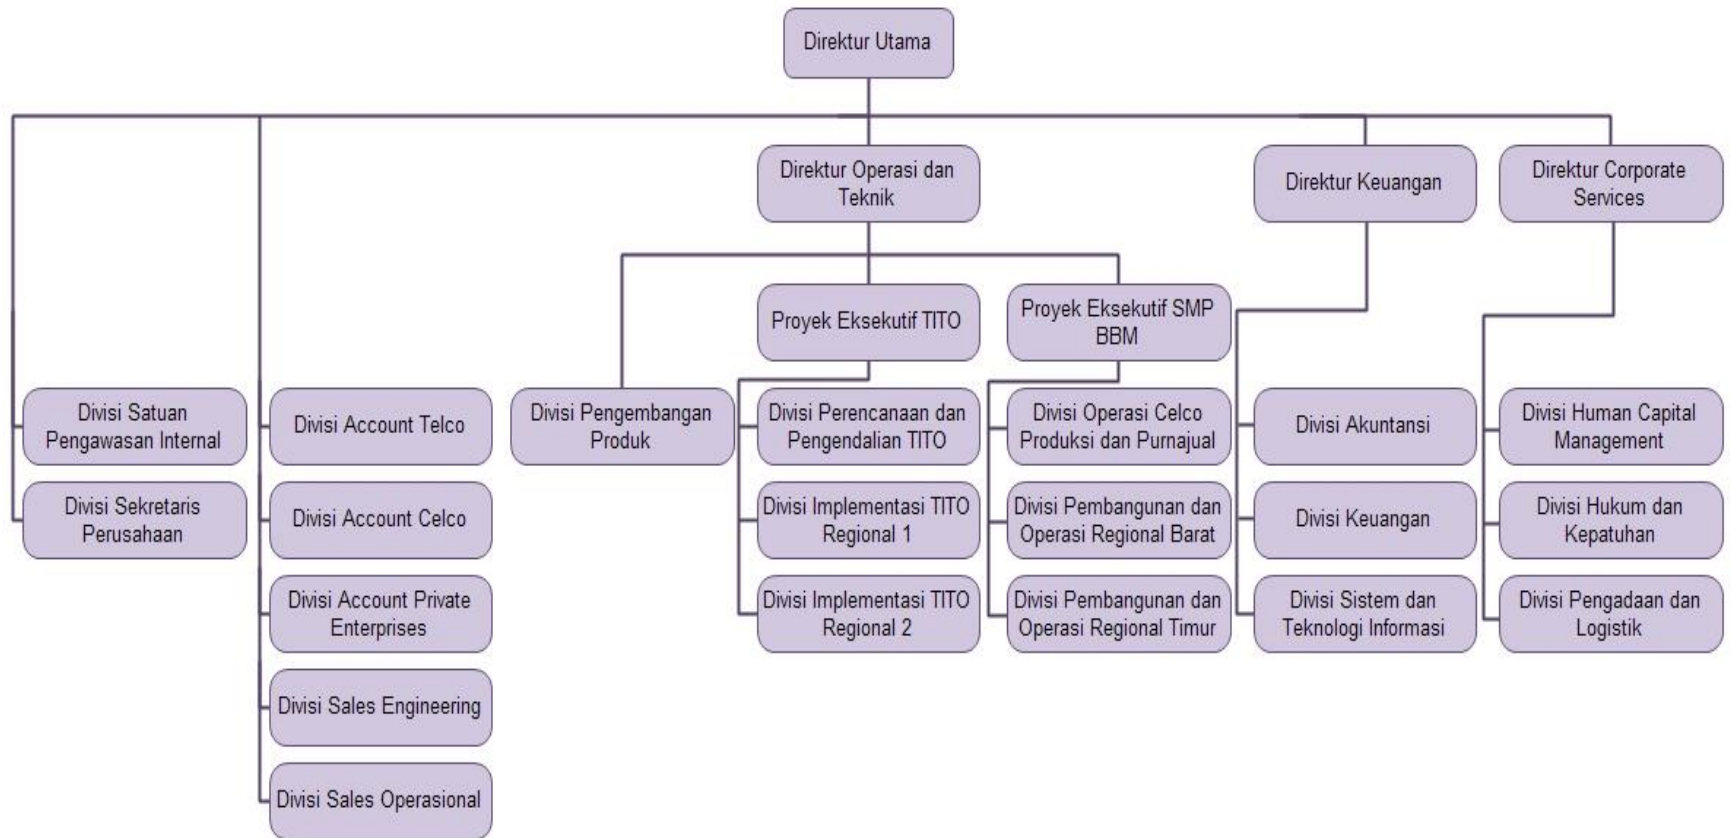 Direktur Utama
Direktur Operasi dan
Teknik
Direktur Keuangan
Direktur Corporate
Services
Proyek Eksekutif TITO
Proyek Eksekutif SMP
BBM
Divisi Satuan
Pengawasan Internal
Divisi Account Telco
Divisi Pengembangan
Produk
Divisi Perencanaan dan
Pengendalian TITO
Divisi Operasi Celco
Produksi dan Purnajual
Divisi Akuntansi
Divisi Human Capital
Management
Divisi Sekretaris
Perusahaan
Divisi Account Celco
Divisi Implementasi TITO
Regional 1
Divisi Pembangunan dan
Operasi Regional Barat
Divisi Keuangan
Divisi Hukum dan
Kepatuhan
Divisi Account Private
Enterprises
Divisi Implementasi TITO
Regional 2
Divisi Pembangunan dan
Operasi Regional Timur
Divisi Sistem dan
Teknologi Informasi
Divisi Pengadaan dan
Logistik
Divisi Sales Engineering
Divisi Sales Operasional